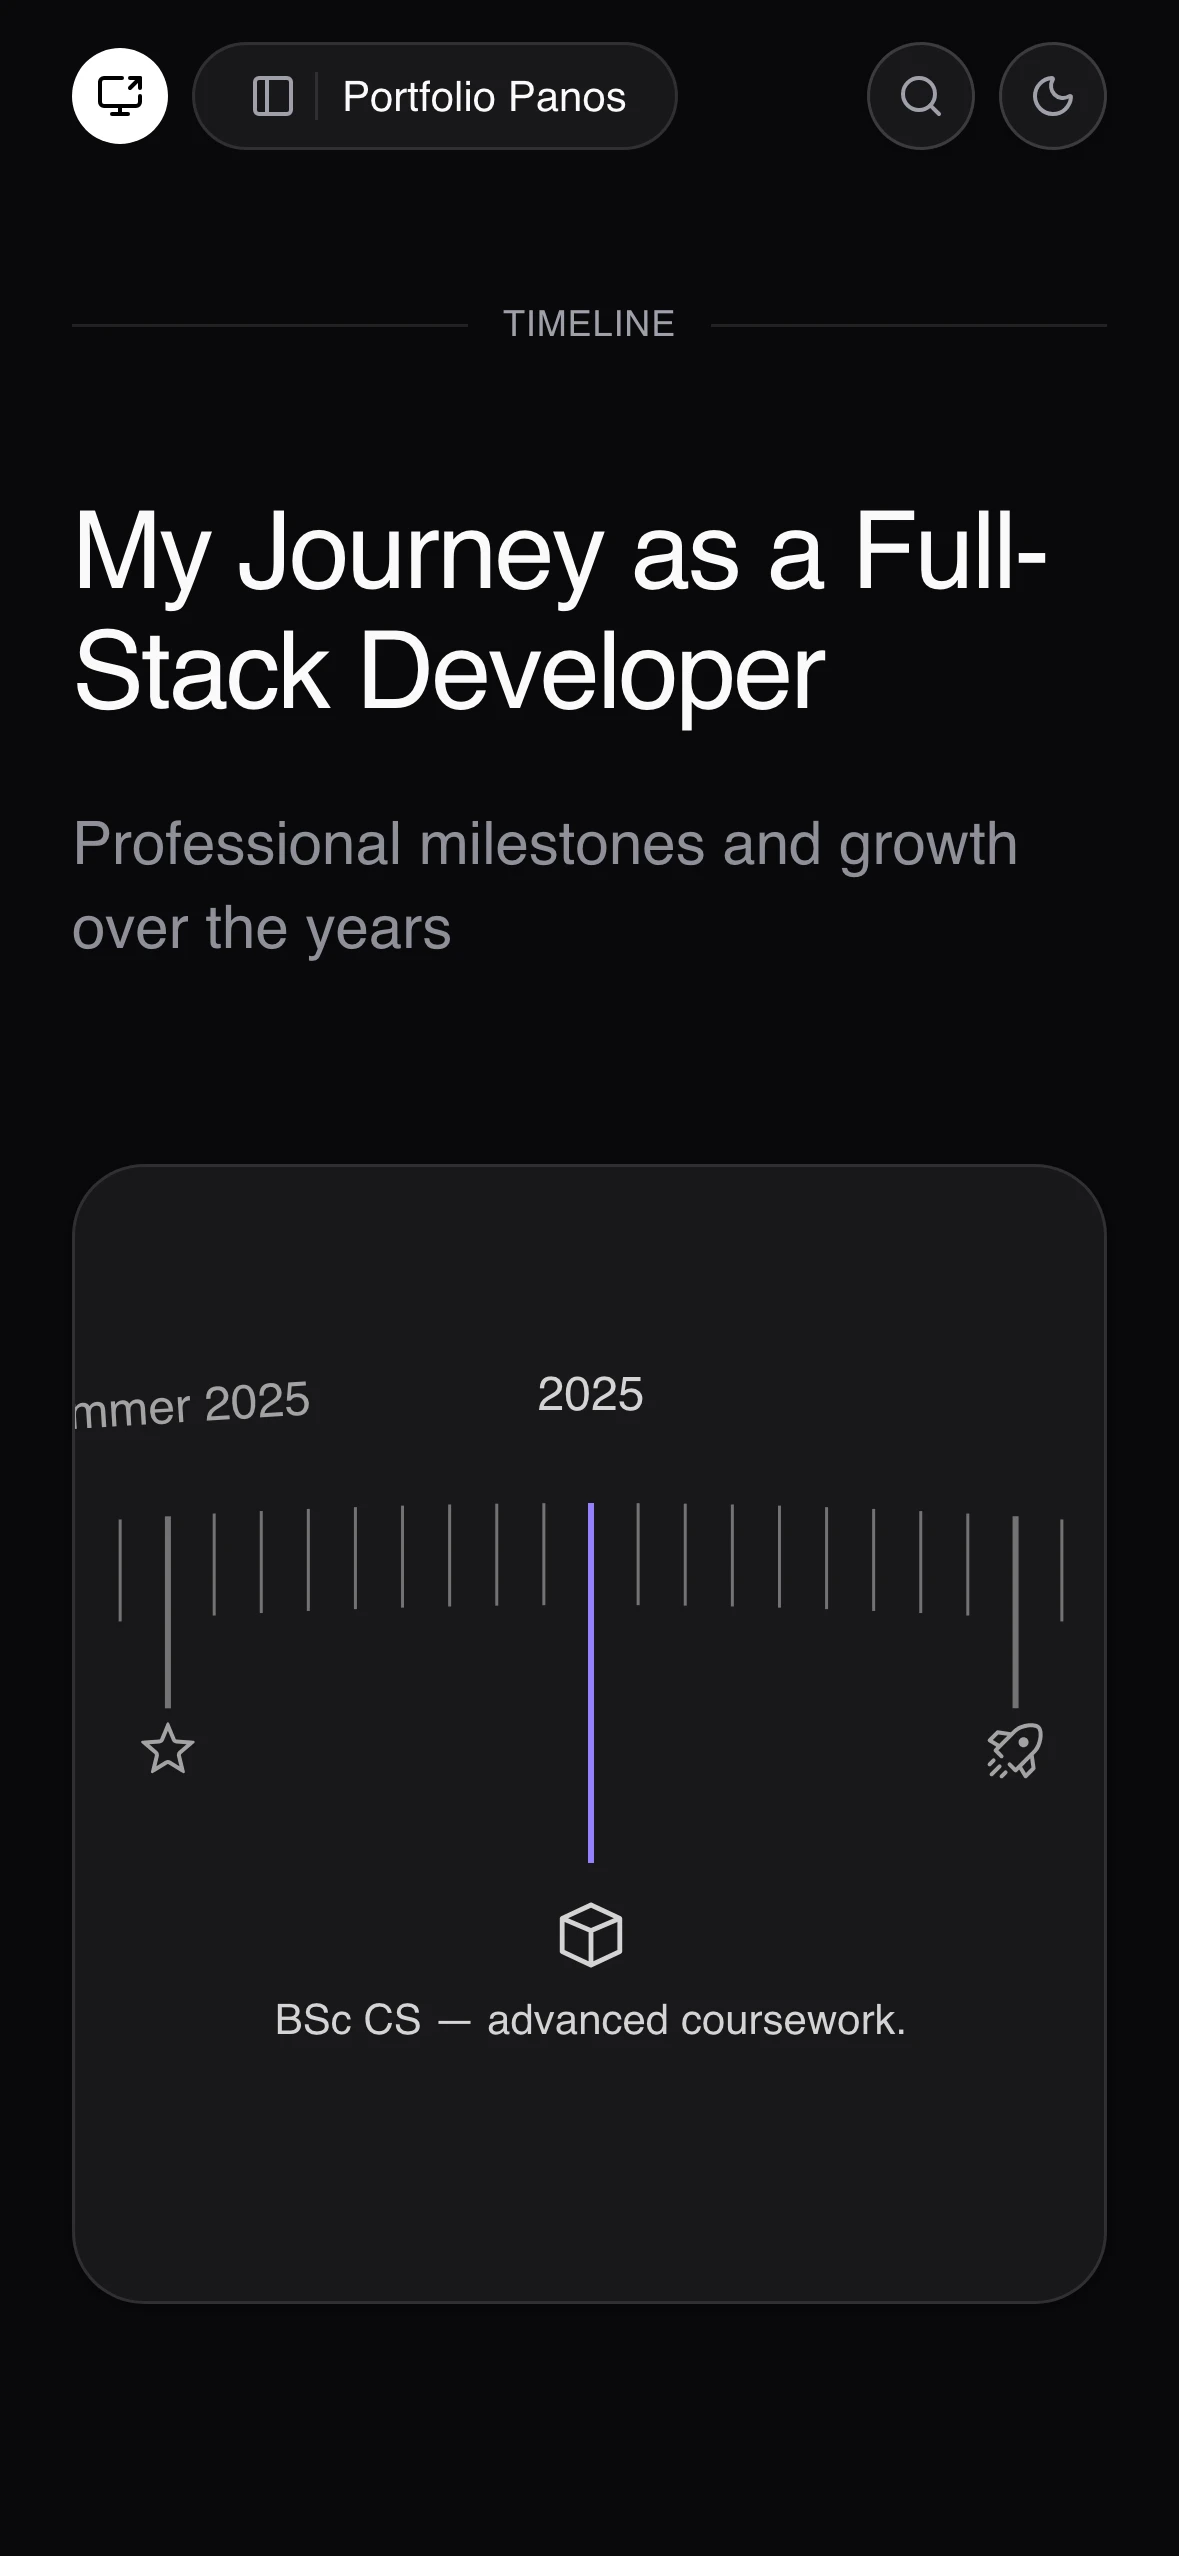 Portfolio Panos
TIMELINE
My Journey as a Full-
Stack Developer
Professional milestones and growth
over the years
mmer 2025
2025
BSc CS — advanced coursework.